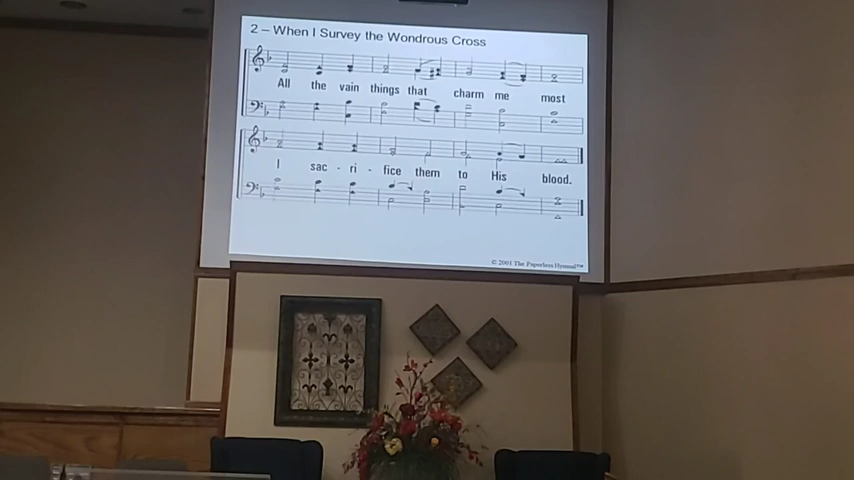 2 – When I Survey the Wondrous Cross
All the vain things that charm me most
I sac - ri - fice them to His blood.
© 2001 The Paperless Hymnal™